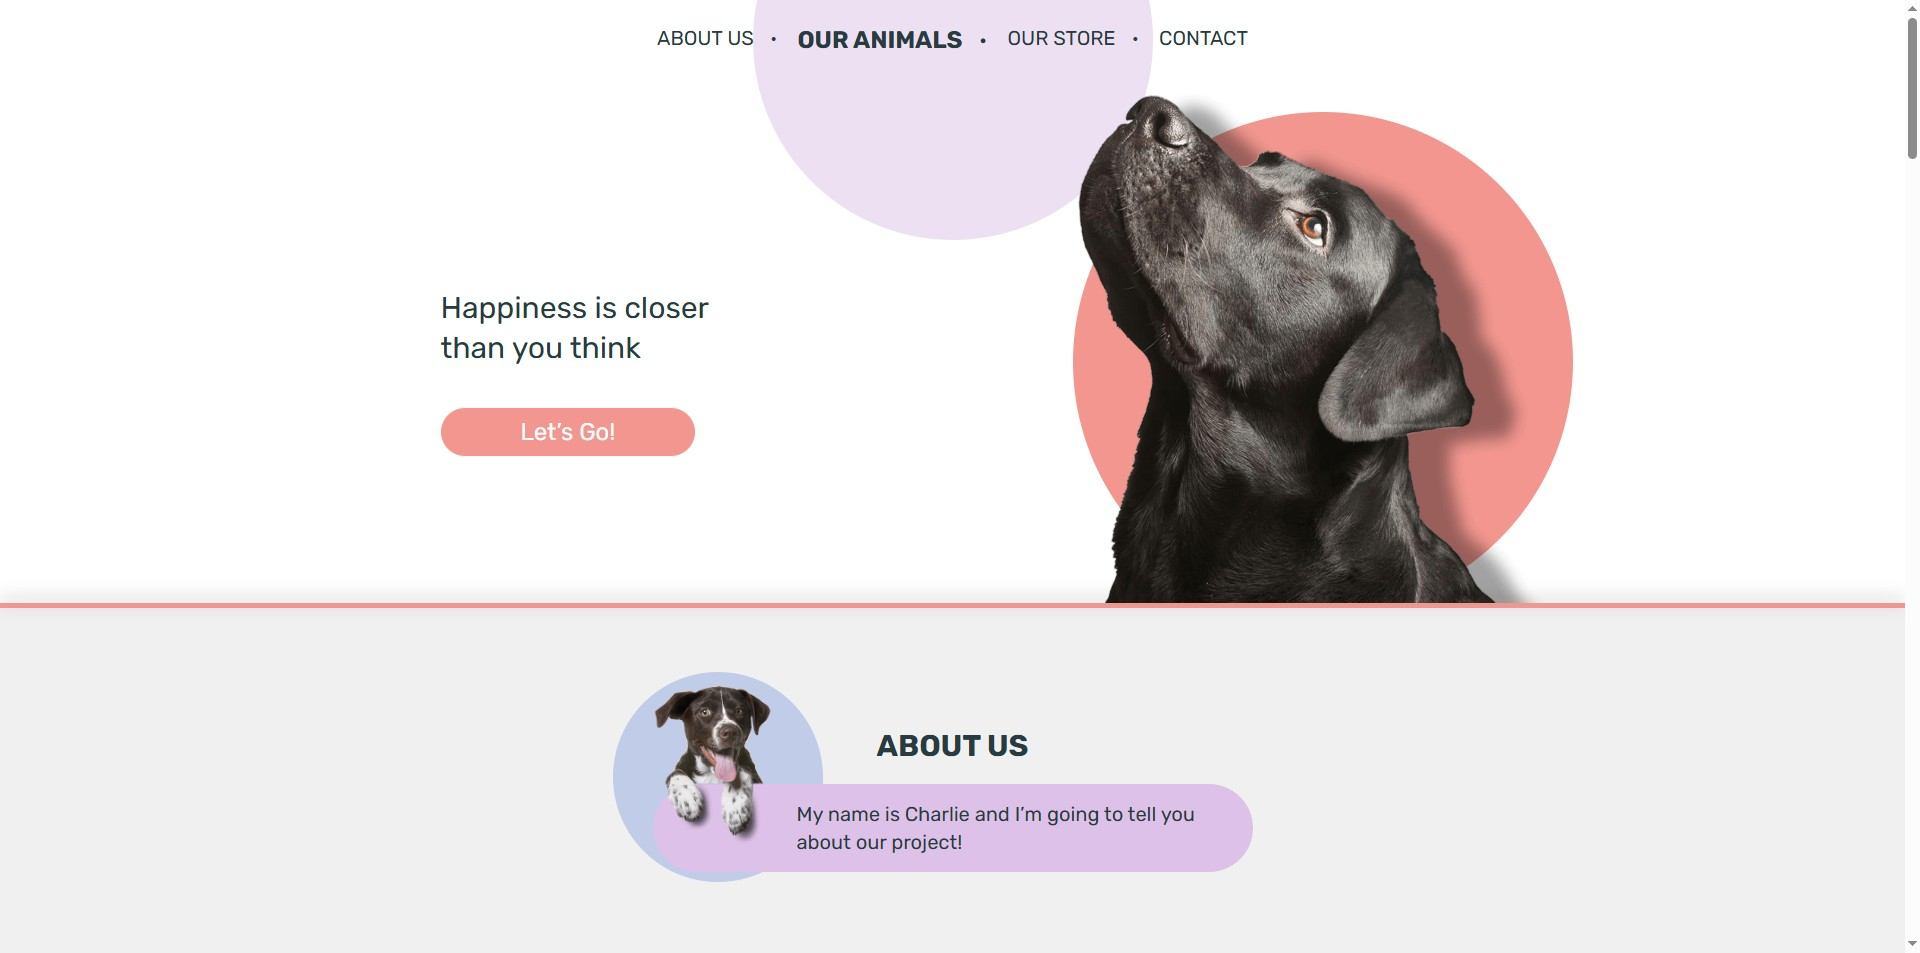 ABOUT US • OUR ANIMALS • OUR STORE • CONTACT
Happiness is closer
than you think
Let’s Go!
ABOUT US
My name is Charlie and I’m going to tell you
about our project!